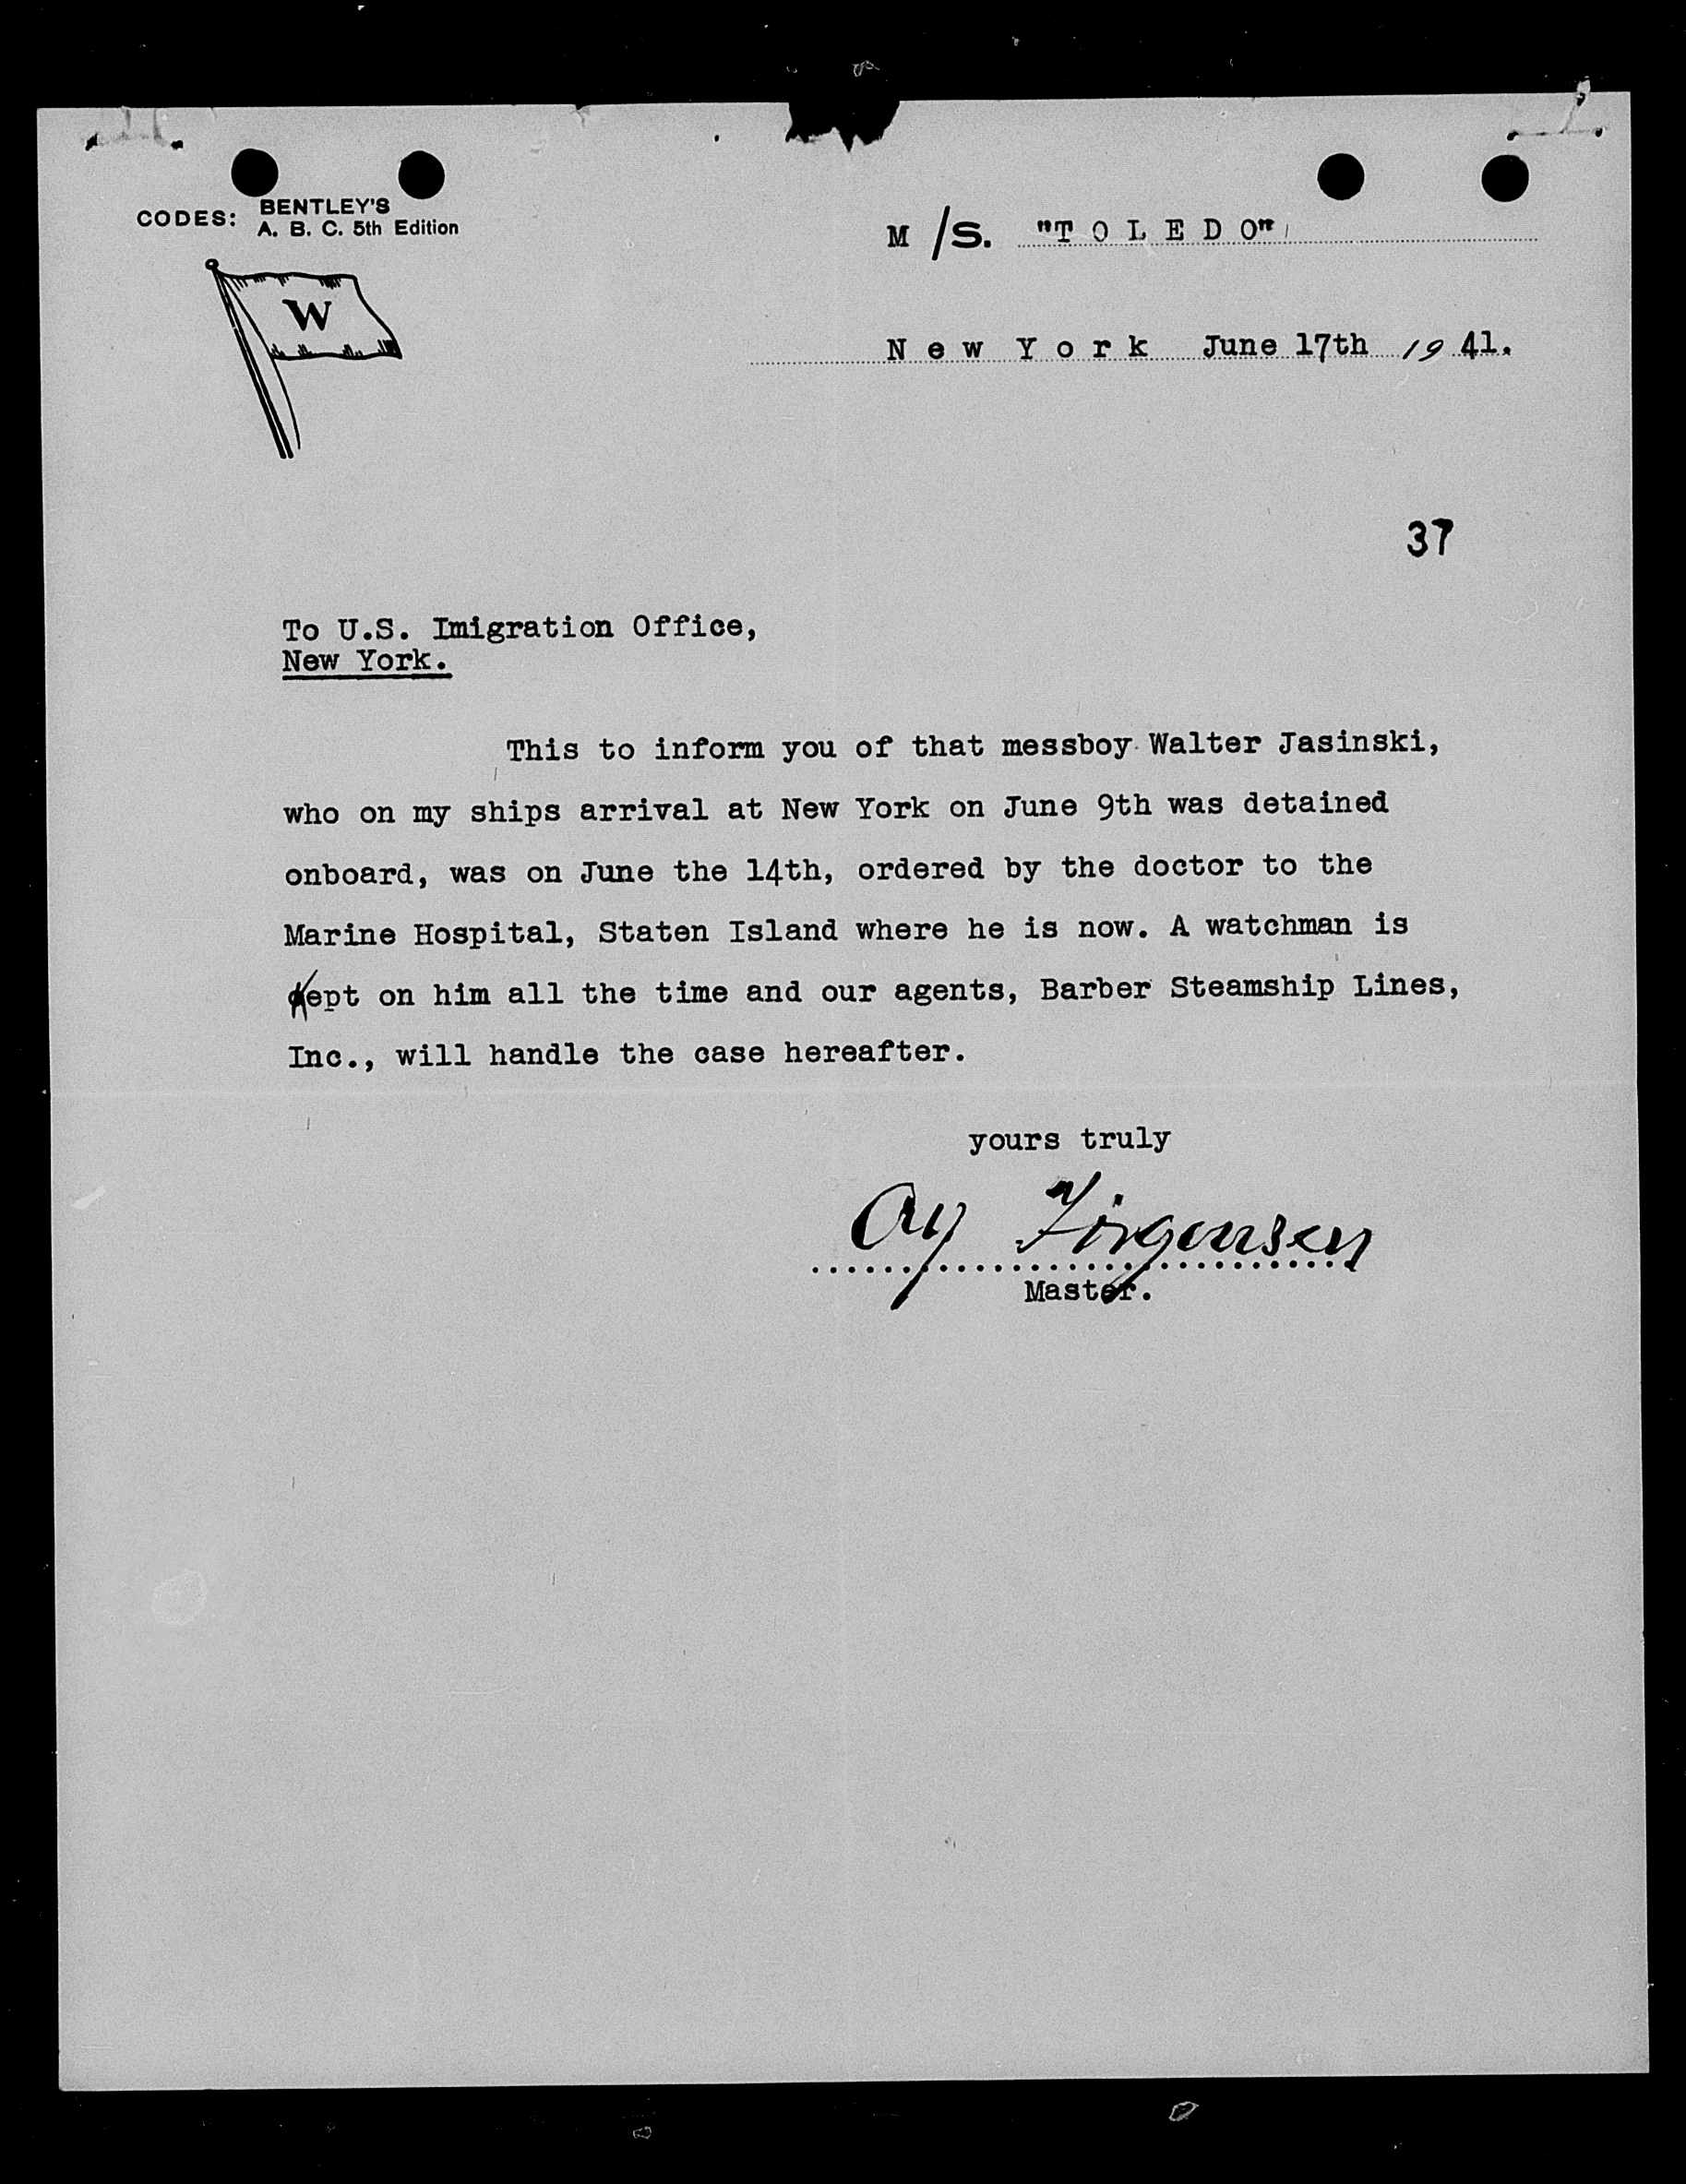 CODES: BENTLEY'S
A. B. C. 5th Edition
M/S. "T O L E D O"
W
N e w Y o r k June 17th 1941.
37
To U.S. Imigration Office,
New York.
This to inform you of that messboy Walter Jasinski,
who on my ships arrival at New York on June 9th was detained
onboard, was on June the 14th, ordered by the doctor to the
Marine Hospital, Staten Island where he is now. A watchman is
kept on him all the time and our agents, Barber Steamship Lines,
Inc., will handle the case hereafter.
yours truly
Jörgensen
Master.